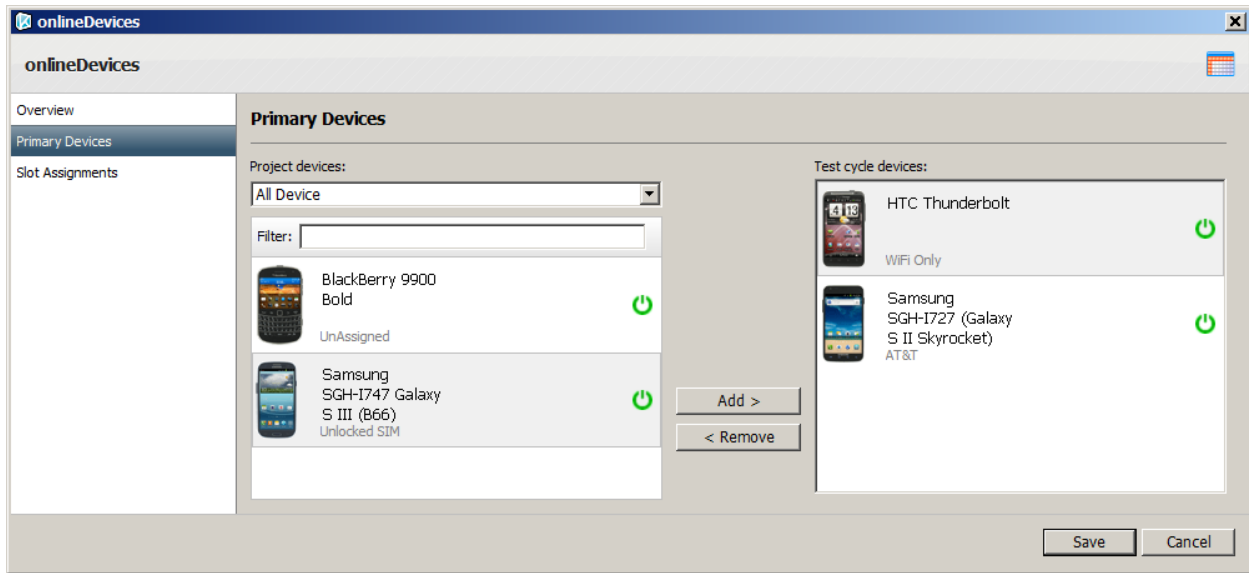 onlineDevices
onlineDevices
Overview
Primary Devices
Slot Assignments
Primary Devices
Project devices:
All Device
Filter:
BlackBerry 9900
Bold
UnAssigned
Samsung
SGH-I747 Galaxy
S III (B66)
Unlocked SIM
Add >
< Remove
Test cycle devices:
4 13
HTC Thunderbolt
WiFi Only
Samsung
SGH-I727 (Galaxy
S II Skyrocket)
AT&T
Save
Cancel